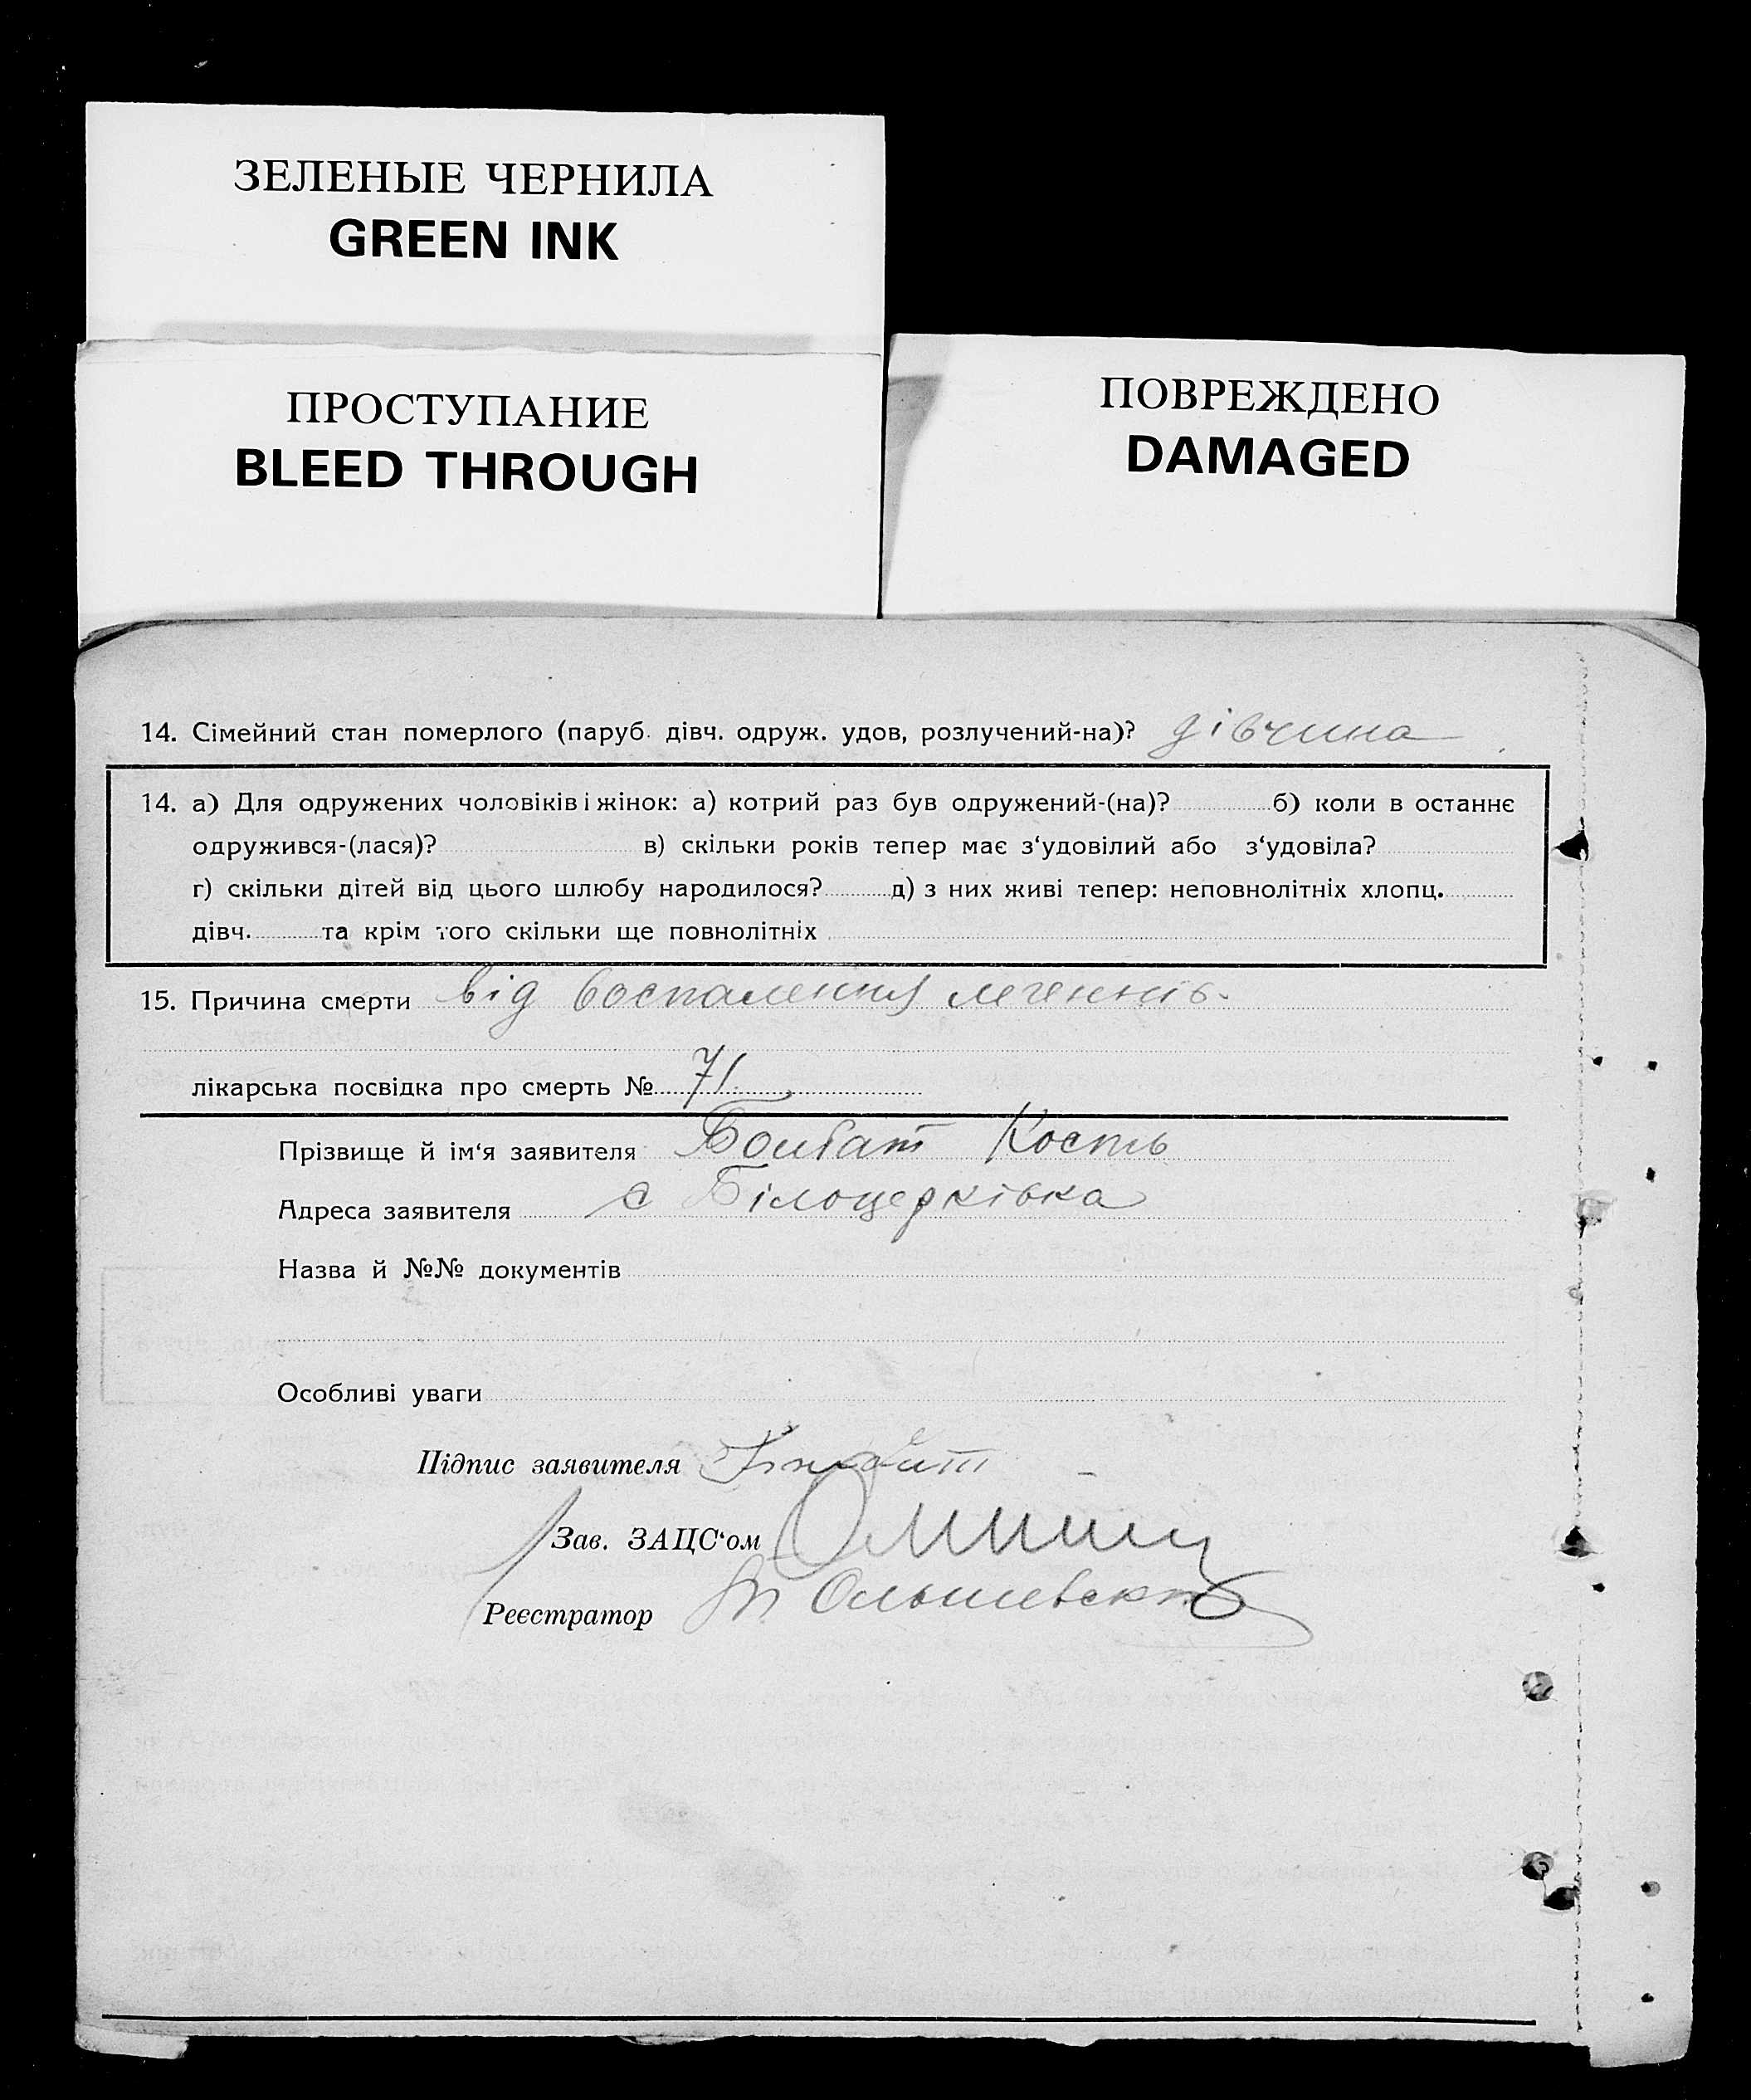 ЗЕЛЕНЫЕ ЧЕРНИЛА
GREEN INK
ПРОСТУПАНИЕ
BLEED THROUGH
ПОВРЕЖДЕНО
DAMAGED
14. Сімейний стан померлого (паруб. дівч. одруж. удов, розлучений-на)? дівчина
14. а) Для одружених чоловіків і жінок: а) котрий раз був одружений-(на)? б) коли в останнє
одружився-(лася)? в) скільки років тепер має з‘удовілий або з‘удовіла?
г) скільки дітей від цього шлюбу народилося? д) з них живі тепер: неповнолітніх хлопц.
дівч. та крім того скільки ще повнолітніх
15. Причина смерти від воспалення легеннів.
лікарська посвідка про смерть № 71
Прізвище й ім‘я заявителя Кость
Адреса заявителя с Білоцерківка
Назва й №№ документів
Особливі уваги
Підпис заявителя
Зав. ЗАЦС‘ом
Реєстратор